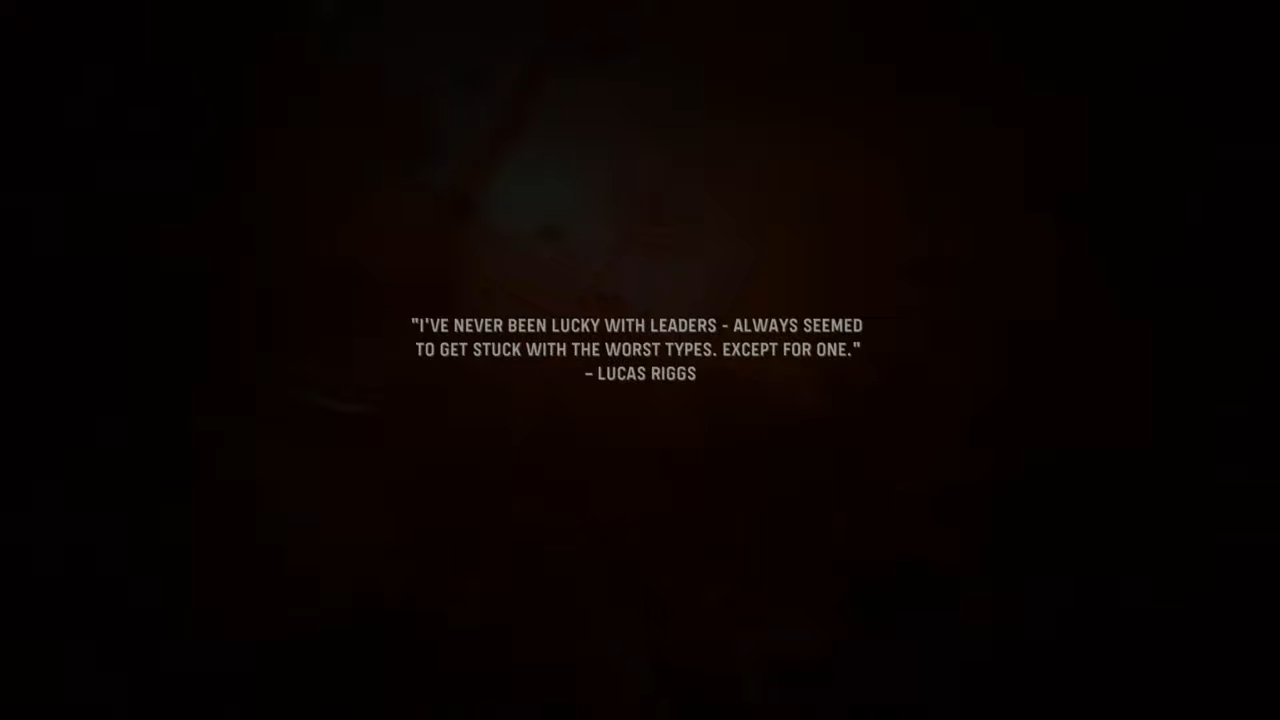 "I'VE NEVER BEEN LUCKY WITH LEADERS - ALWAYS SEEMED
TO GET STUCK WITH THE WORST TYPES. EXCEPT FOR ONE."
– LUCAS RIGGS